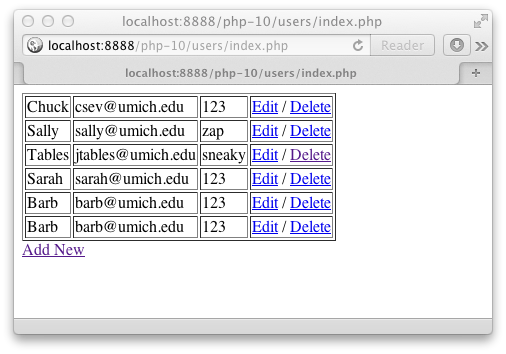 localhost:8888/php-10/users/index.php
localhost:8888/php-10/users/index.php Reader
localhost:8888/php-10/users/index.php
Chuck csev@umich.edu 123 Edit / Delete
Sally sally@umich.edu zap Edit / Delete
Tables jtables@umich.edu sneaky Edit / Delete
Sarah sarah@umich.edu 123 Edit / Delete
Barb barb@umich.edu 123 Edit / Delete
Barb barb@umich.edu 123 Edit / Delete
Add New